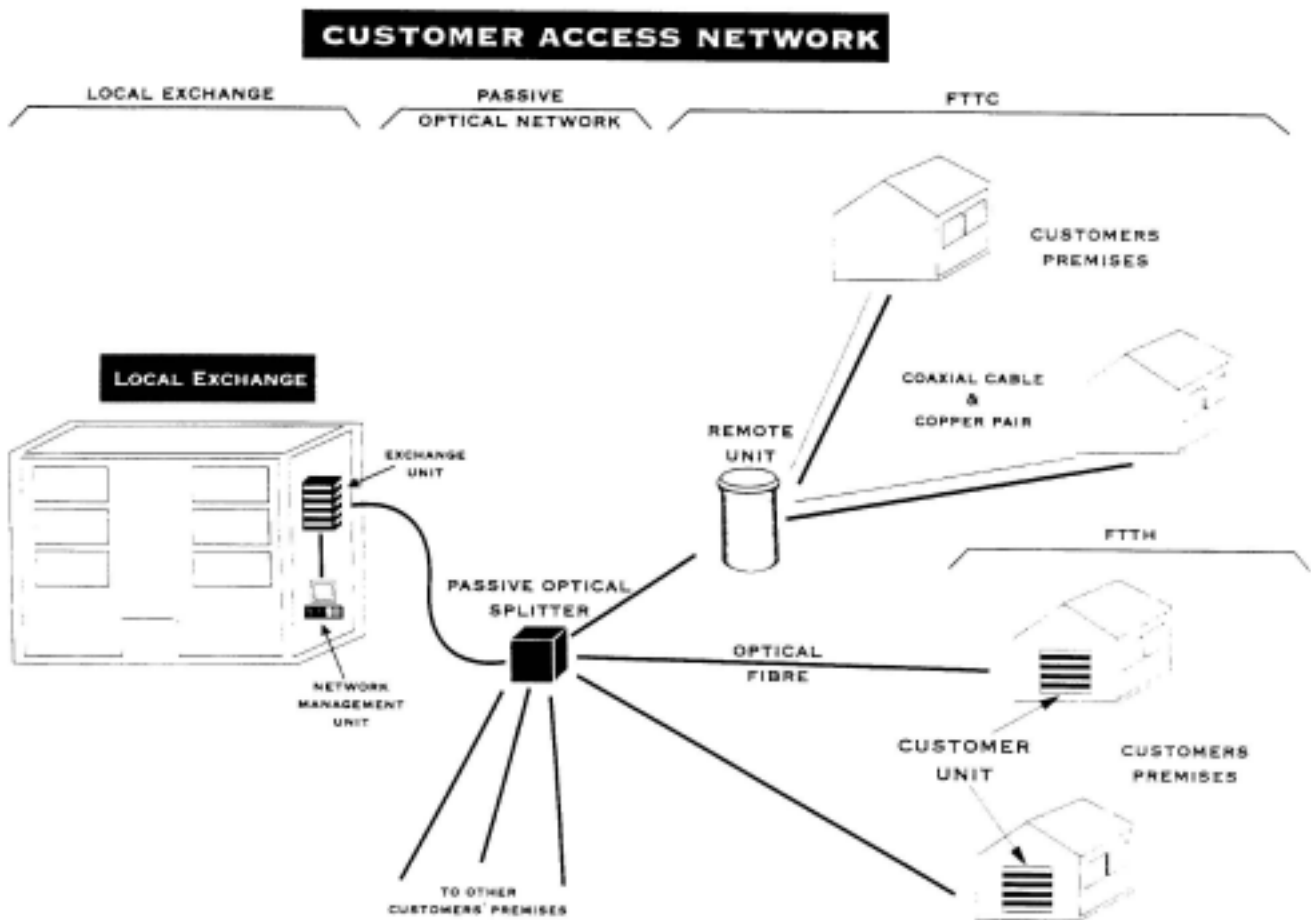 CUSTOMER ACCESS NETWORK
LOCAL EXCHANGE
PASSIVE
OPTICAL NETWORK
FTTC
CUSTOMERS
PREMISES
LOCAL EXCHANGE
COAXIAL CABLE
&
COPPER PAIR
REMOTE
UNIT
EXCHANGE
UNIT
FTTH
PASSIVE OPTICAL
SPLITTER
OPTICAL
FIBRE
NETWORK
MANAGEMENT
UNIT
CUSTOMER
UNIT
CUSTOMERS
PREMISES
TO OTHER
CUSTOMERS' PREMISES